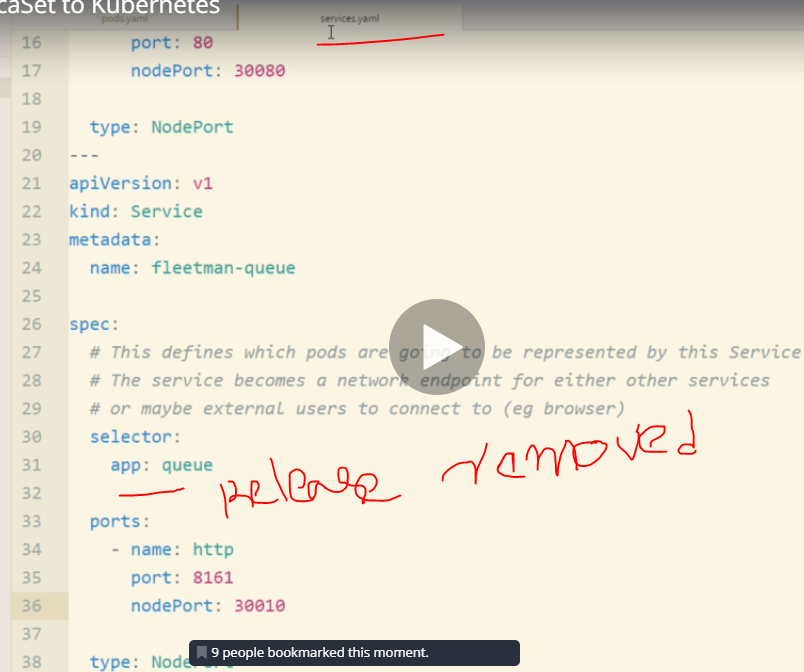 caSet to Kubernetes
pods.yaml services.yaml
16 port: 80
17 nodePort: 30080
18
19 type: NodePort
20 ---
21 apiVersion: v1
22 kind: Service
23 metadata:
24 name: fleetman-queue
25
26 spec:
27 # This defines which pods are going to be represented by this Service
28 # The service becomes a network endpoint for either other services
29 # or maybe external users to connect to (eg browser)
30 selector:
31 app: queue
32
— release removed
33 ports:
34 - name: http
35 port: 8161
36 nodePort: 30010
37
9 people bookmarked this moment.
38 type: NodePort